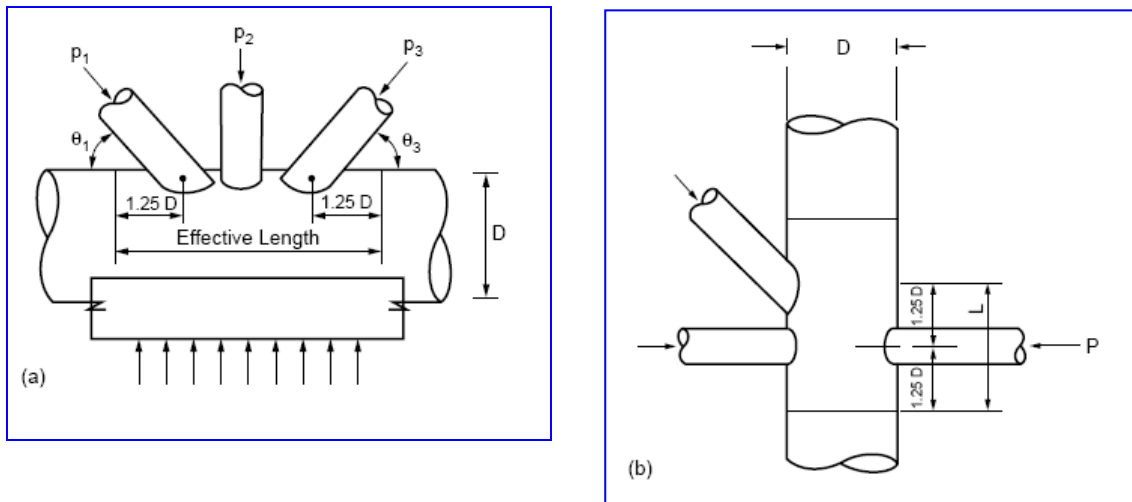 p₁
p₂
p₃
θ₁
θ₃
1.25 D
1.25 D
Effective Length
D
(a)
D
1.25 D
L
1.25 D
P
(b)